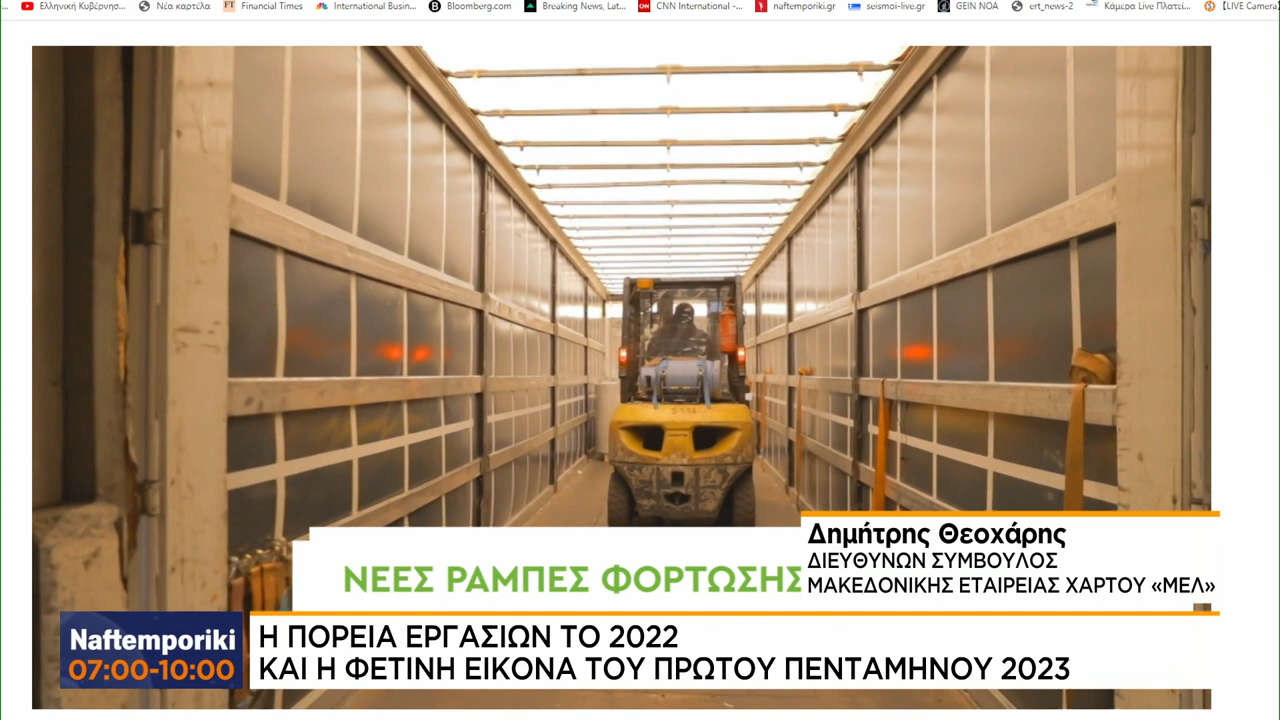 Ελληνική Κυβέρνησ...
Νέα καρτέλα
FT
Financial Times
International Busin...
B
Bloomberg.com
Breaking News, Lat...
CNN
CNN International -...
naftemporiki.gr
seismoi-live.gr
GEIN NOA
ert_news-2
Κάμερα Live Πλατεί...
【LIVE Camera】
ΝΕΕΣ ΡΑΜΠΕΣ ΦΟΡΤΩΣΗΣ
Δημήτρης Θεοχάρης
ΔΙΕΥΘΥΝΩΝ ΣΥΜΒΟΥΛΟΣ
ΜΑΚΕΔΟΝΙΚΗΣ ΕΤΑΙΡΕΙΑΣ ΧΑΡΤΟΥ «ΜΕΛ»
Naftemporiki
07:00-10:00
Η ΠΟΡΕΙΑ ΕΡΓΑΣΙΩΝ ΤΟ 2022
ΚΑΙ Η ΦΕΤΙΝΗ ΕΙΚΟΝΑ ΤΟΥ ΠΡΩΤΟΥ ΠΕΝΤΑΜΗΝΟΥ 2023